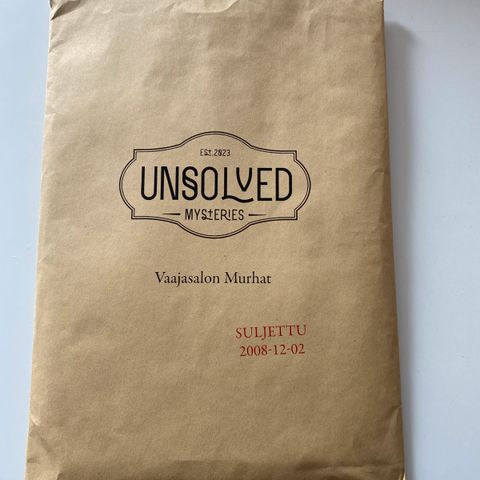 Est.2023
UNSOLVED
MYSTERIES
Vaajasalon Murhat
SULJETTU
2008-12-02